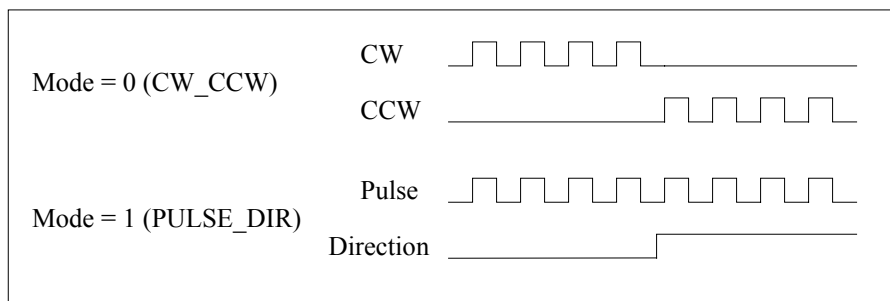 CW
Mode = 0 (CW_CCW)
CCW
Pulse
Mode = 1 (PULSE_DIR)
Direction